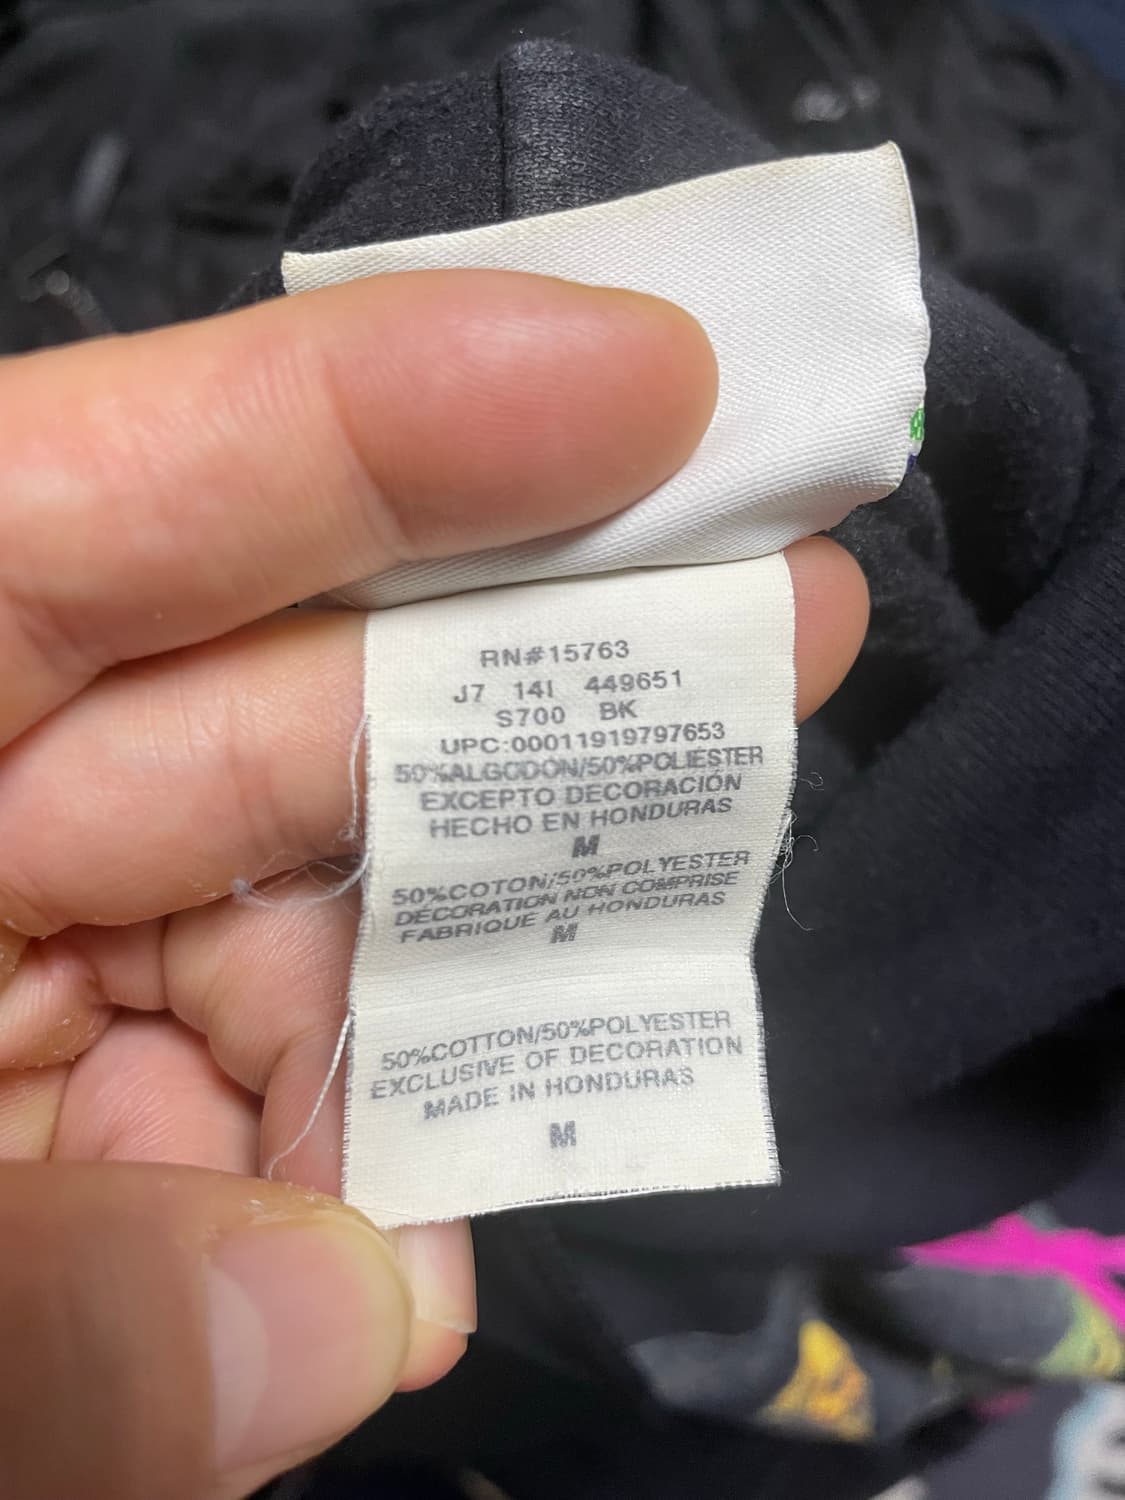 RN#15763
J7 14I 449651
S700 BK
UPC:00011919797653
50%ALGODON/50%POLIÉSTER
EXCEPTO DECORACIÓN
HECHO EN HONDURAS
M
50%COTON/50%POLYESTER
DÉCORATION NON COMPRISE
FABRIQUE AU HONDURAS
M
50%COTTON/50%POLYESTER
EXCLUSIVE OF DECORATION
MADE IN HONDURAS
M